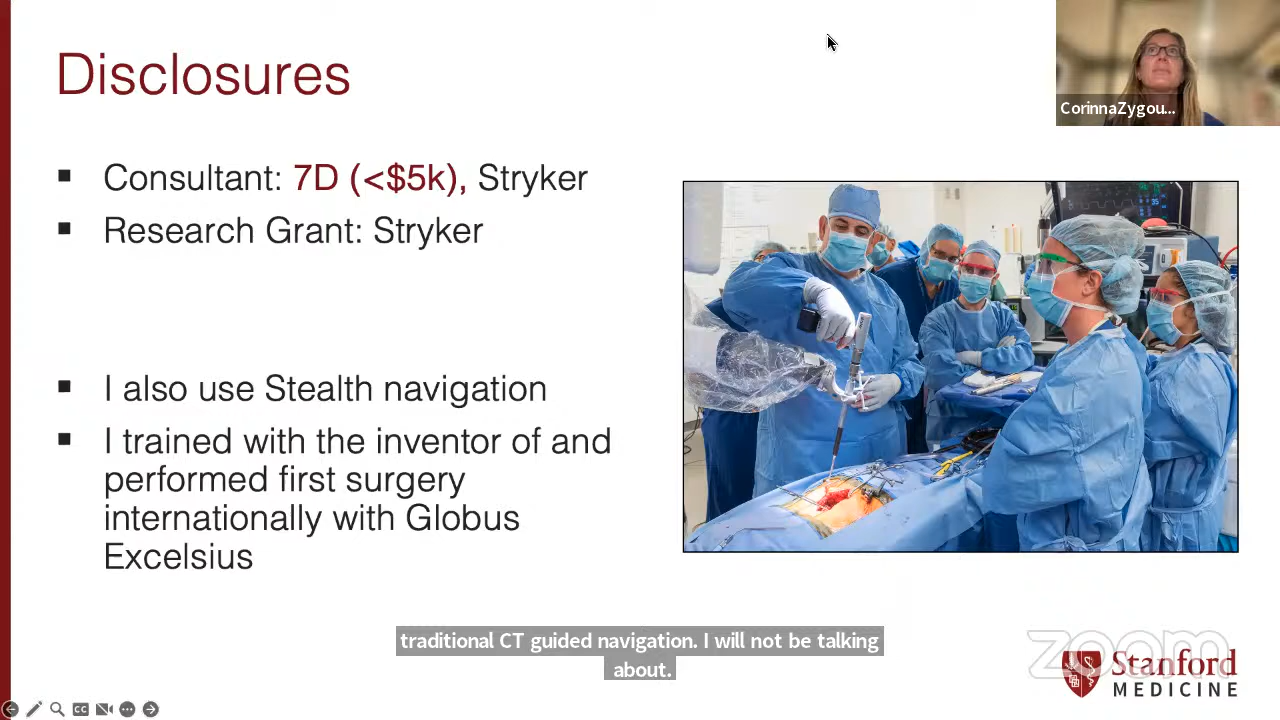 Disclosures
CorinnaZygou...
Consultant: 7D (<$5k), Stryker
Research Grant: Stryker
I also use Stealth navigation
I trained with the inventor of and
performed first surgery
internationally with Globus
Excelsius
traditional CT guided navigation. I will not be talking
about.
zoom
Stanford
MEDICINE
CC